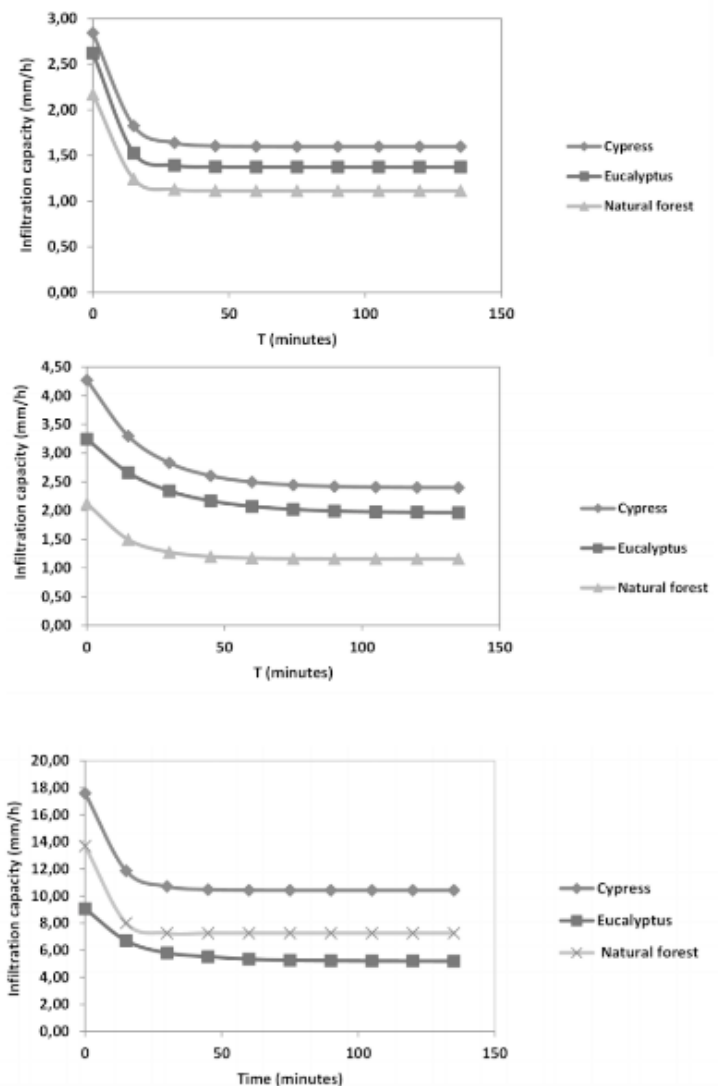 Infiltration capacity (mm/h)
3,00
2,50
2,00
1,50
1,00
0,50
0,00
0 50 100 150
T (minutes)
Cypress
Eucalyptus
Natural forest
Infiltration capacity (mm/h)
4,50
4,00
3,50
3,00
2,50
2,00
1,50
1,00
0,50
0,00
0 50 100 150
T (minutes)
Cypress
Eucalyptus
Natural forest
Infiltration capacity (mm/h)
20,00
18,00
16,00
14,00
12,00
10,00
8,00
6,00
4,00
2,00
0,00
0 50 100 150
Time (minutes)
Cypress
Eucalyptus
Natural forest